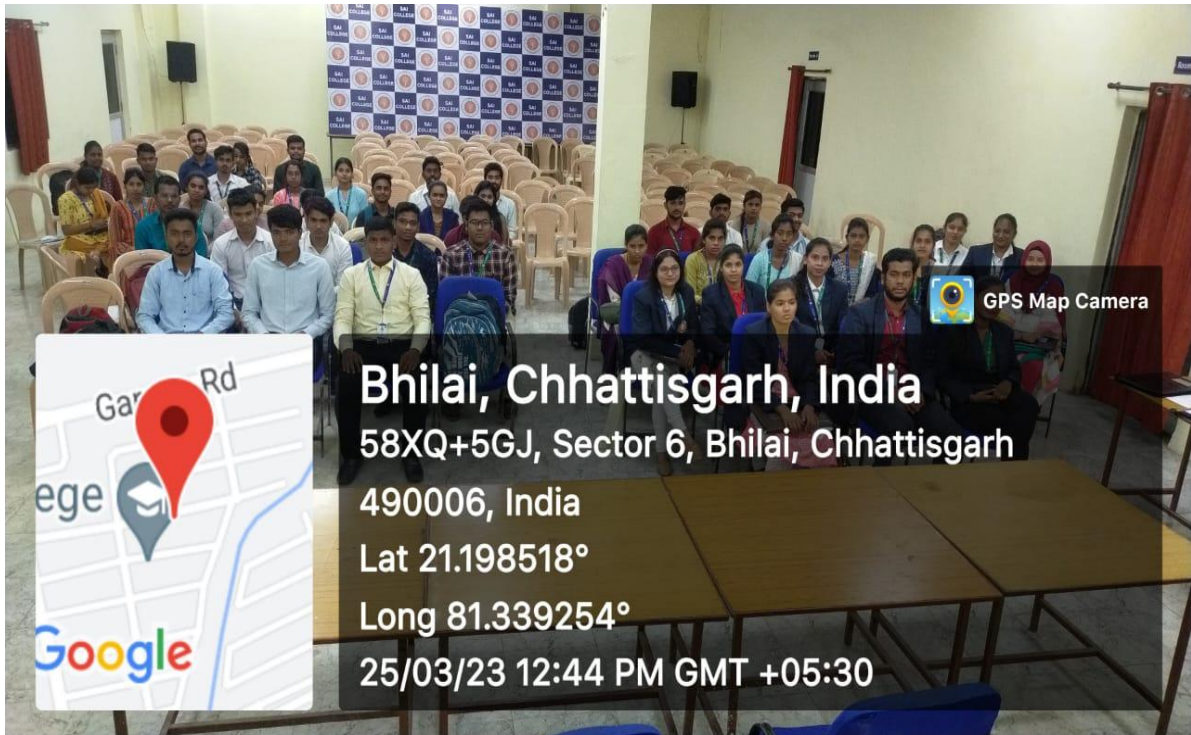 SAI COLLEGE
GPS Map Camera
Bhilai, Chhattisgarh, India
58XQ+5GJ, Sector 6, Bhilai, Chhattisgarh
490006, India
Lat 21.198518°
Long 81.339254°
25/03/23 12:44 PM GMT +05:30
Rd
ege
Google